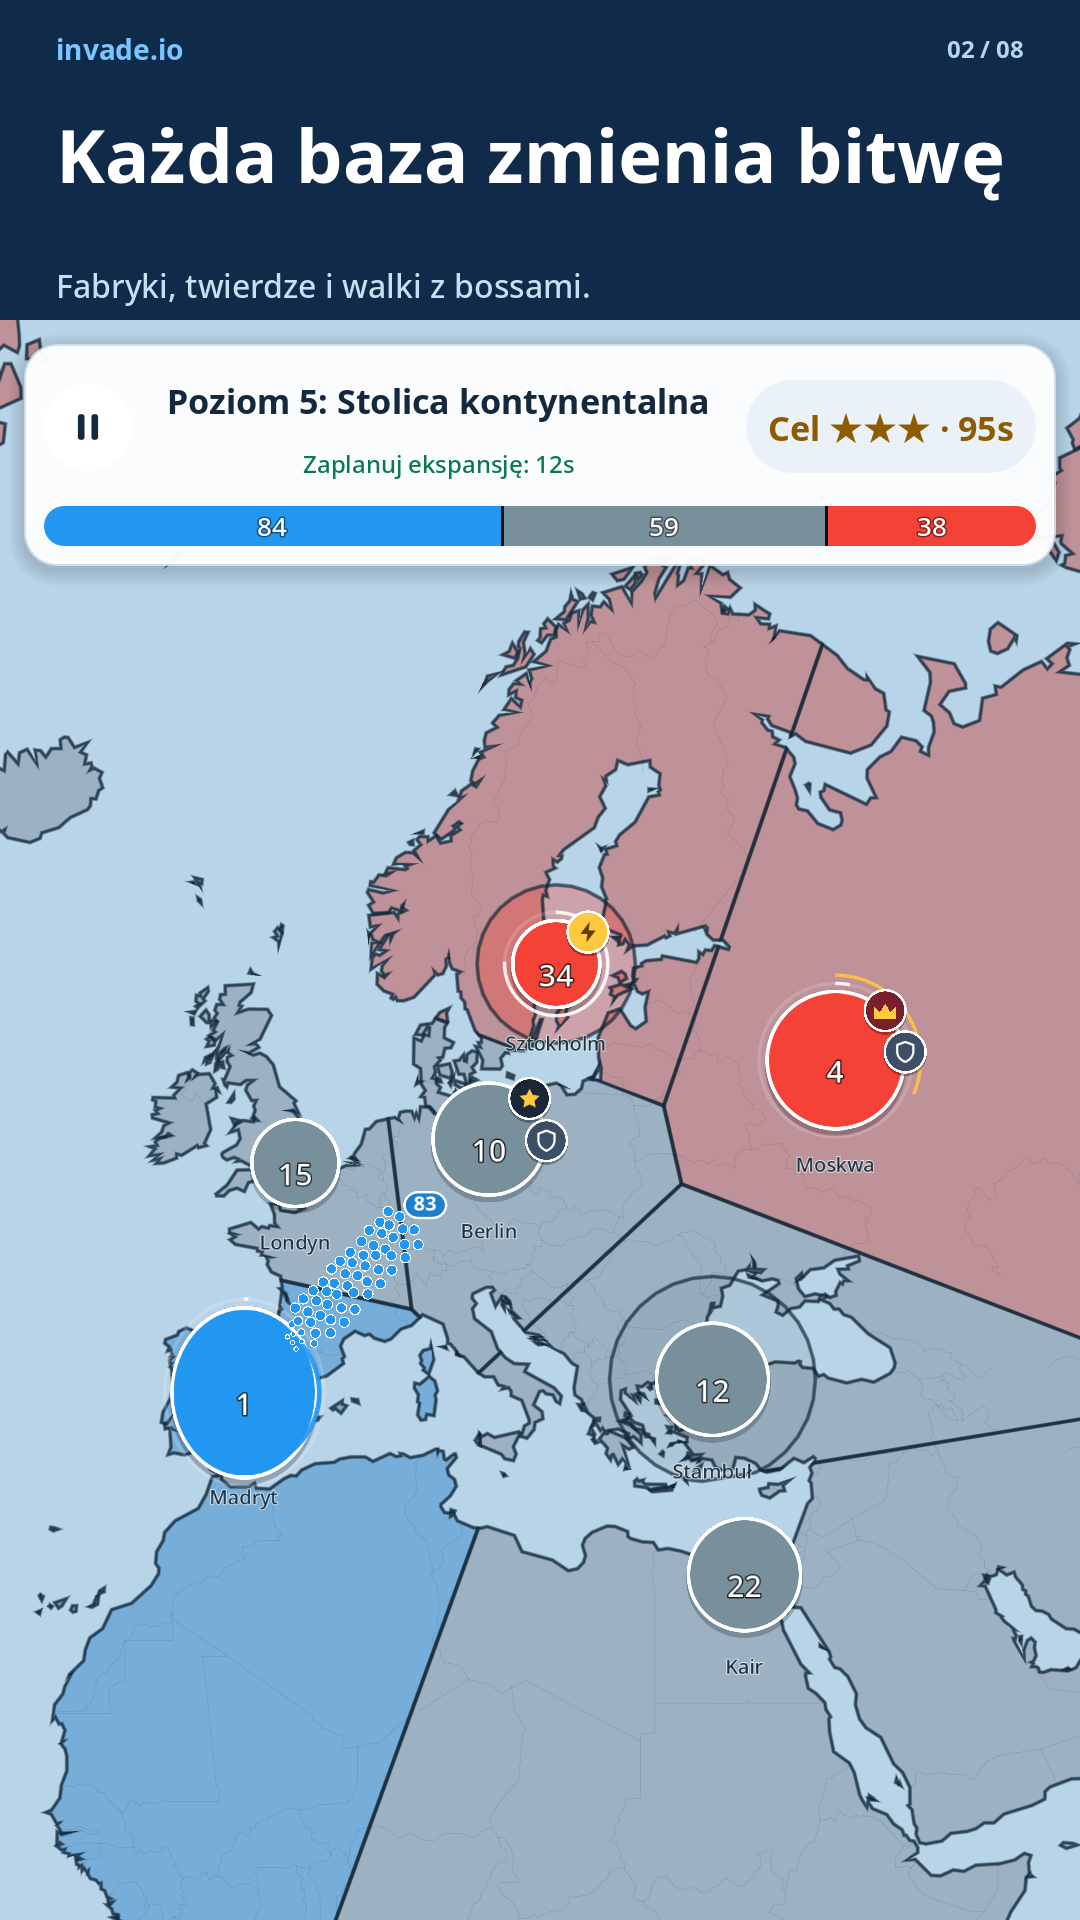 invade.io
02 / 08
Każda baza zmienia bitwę
Fabryki, twierdze i walki z bossami.
Poziom 5: Stolica kontynentalna
Cel ★★★ · 95s
Zaplanuj ekspansję: 12s
84
59
38
34
Sztokholm
4
Moskwa
10
Berlin
15
Londyn
83
1
Madryt
12
Stambuł
22
Kair